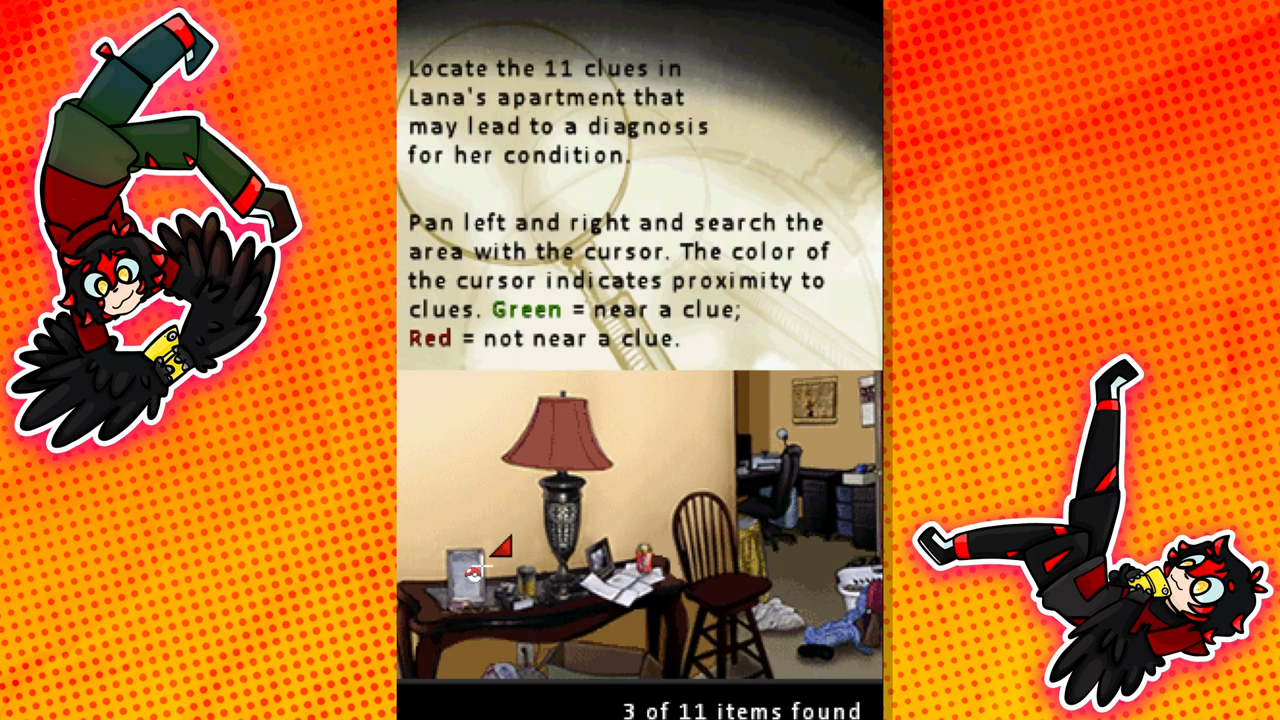 Locate the 11 clues in
Lana's apartment that
may lead to a diagnosis
for her condition.
Pan left and right and search the
area with the cursor. The color of
the cursor indicates proximity to
clues. Green = near a clue;
Red = not near a clue.
3 of 11 items found